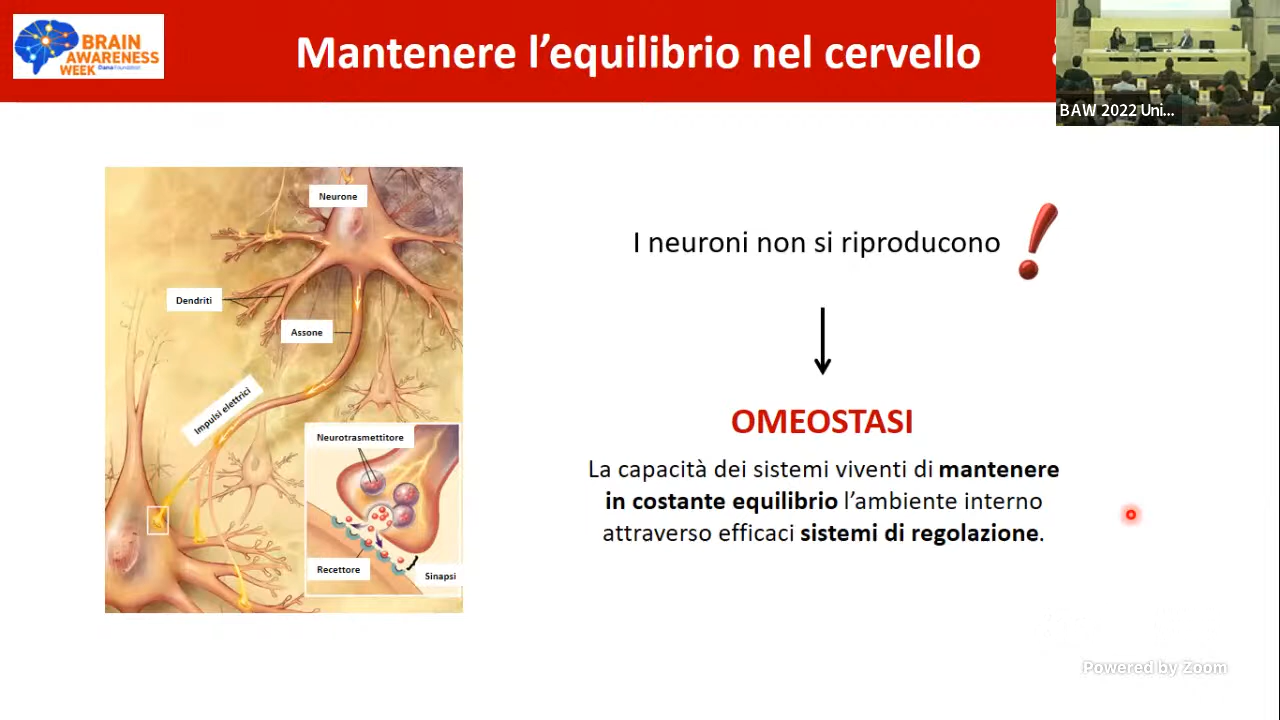 BRAIN
AWARENESS
WEEK
Dana Foundation
Mantenere l’equilibrio nel cervello
BAW 2022 Uni...
Neurone
Dendriti
Assone
Impulsi elettrici
Neurotrasmettitore
Recettore
Sinapsi
I neuroni non si riproducono
OMEOSTASI
La capacità dei sistemi viventi di mantenere
in costante equilibrio l’ambiente interno
attraverso efficaci sistemi di regolazione.
Powered by Zoom